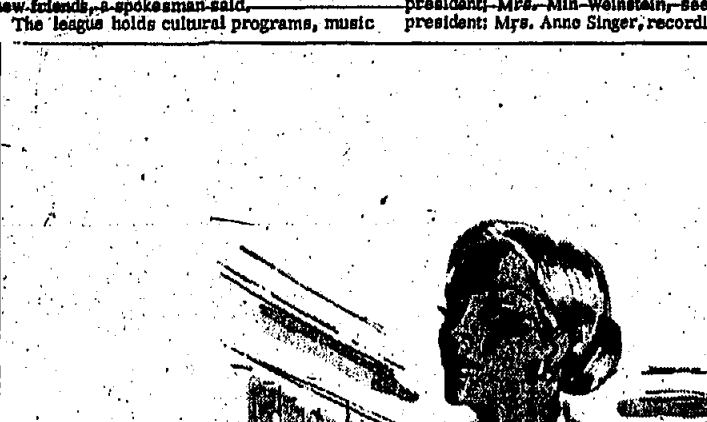 new friends, a spokesman said.
The league holds cultural programs, music
president; Mrs. Min Weinstein, sec
president; Mrs. Anne Singer, recordi